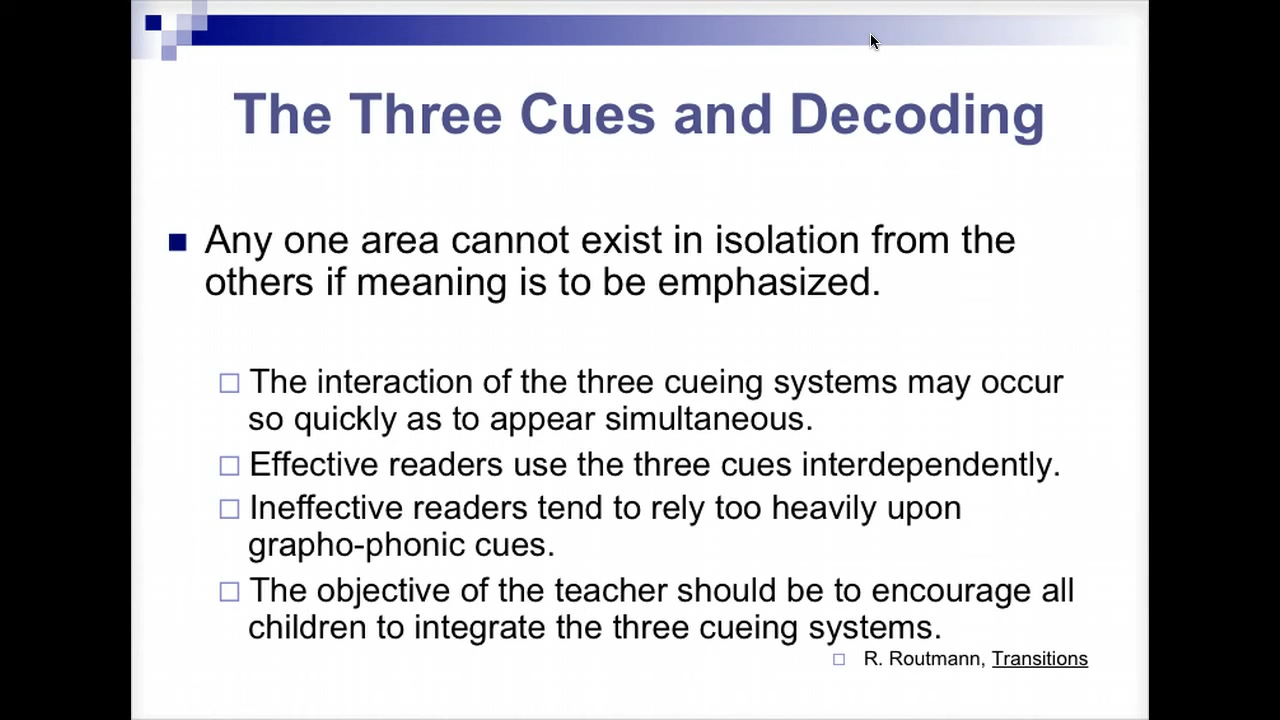 The Three Cues and Decoding
Any one area cannot exist in isolation from the
others if meaning is to be emphasized.
The interaction of the three cueing systems may occur
so quickly as to appear simultaneous.
Effective readers use the three cues interdependently.
Ineffective readers tend to rely too heavily upon
grapho-phonic cues.
The objective of the teacher should be to encourage all
children to integrate the three cueing systems.
R. Routmann, Transitions